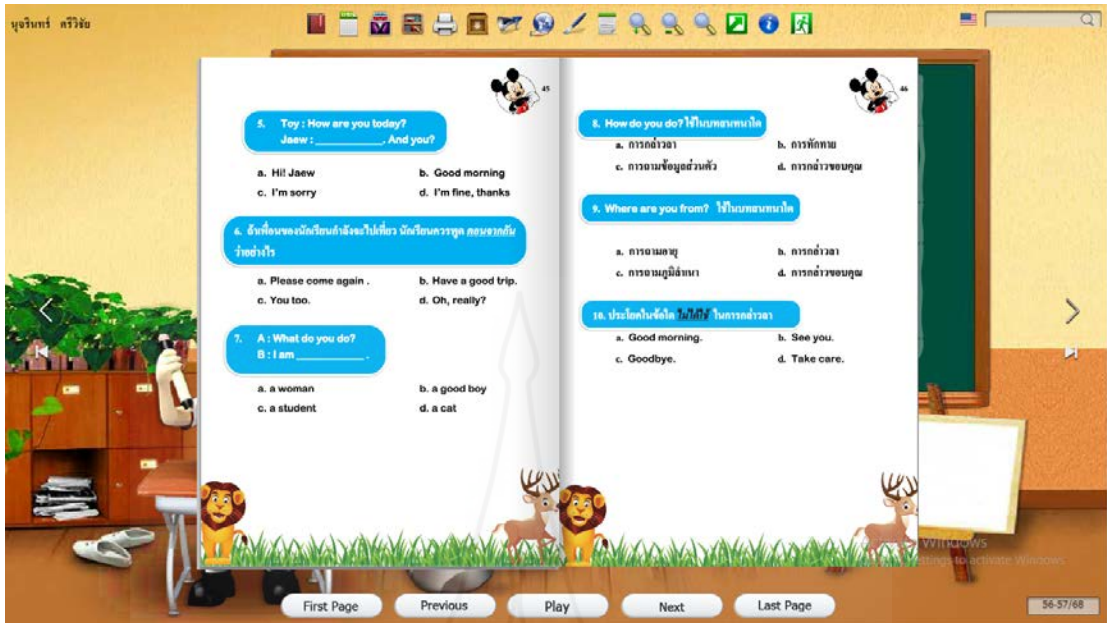 นุจรินทร์ ศรีวิชัย
45
5. Toy : How are you today?
Jaew : ____________. And you?
a. Hi! Jaew b. Good morning
c. I'm sorry d. I'm fine, thanks
6. ถ้าเพื่อนของนักเรียนกำลังจะไปเที่ยว นักเรียนควรพูด ตอนจากกัน
ว่าอย่างไร
a. Please come again . b. Have a good trip.
c. You too. d. Oh, really?
7. A : What do you do?
B : I am ____________ .
a. a woman b. a good boy
c. a student d. a cat
46
8. How do you do? ใช้ในบทสนทนาใด
a. การกล่าวลา b. การทักทาย
c. การถามข้อมูลส่วนตัว d. การกล่าวขอบคุณ
9. Where are you from? ใช้ในบทสนทนาใด
a. การถามอายุ b. การกล่าวลา
c. การถามภูมิลำเนา d. การกล่าวขอบคุณ
10. ประโยคในข้อใด ไม่ได้ใช้ ในการกล่าวลา
a. Good morning. b. See you.
c. Goodbye. d. Take care.
Windows
settings to activate Windows.
First Page Previous Play Next Last Page
56-57/68